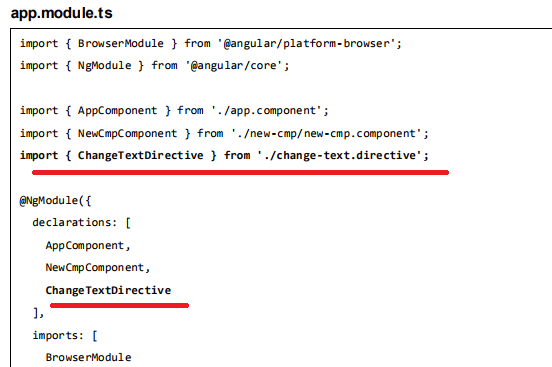 app.module.ts
import { BrowserModule } from '@angular/platform-browser';
import { NgModule } from '@angular/core';
import { AppComponent } from './app.component';
import { NewCmpComponent } from './new-cmp/new-cmp.component';
import { ChangeTextDirective } from './change-text.directive';
@NgModule({
declarations: [
AppComponent,
NewCmpComponent,
ChangeTextDirective
],
imports: [
BrowserModule